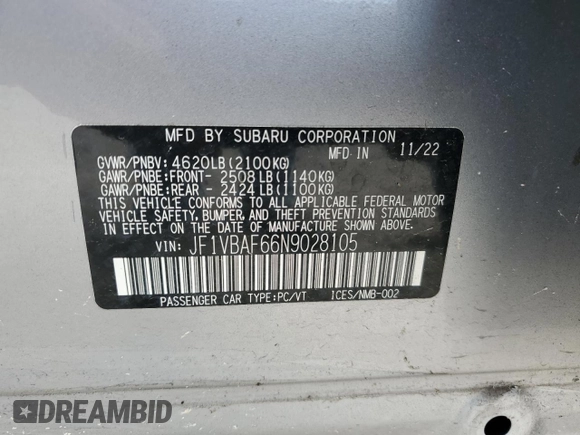 MFD BY SUBARU CORPORATION
GVWR/PNBV: 4620LB(2100KG) MFD IN 11/22
GAWR/PNBE:FRONT- 2508LB(1140KG)
GAWR/PNBE:REAR - 2424LB(1100KG)
THIS VEHICLE CONFORMS TO ALL APPLICABLE FEDERAL MOTOR
VEHICLE SAFETY, BUMPER, AND THEFT PREVENTION STANDARDS
IN EFFECT ON THE DATE OF MANUFACTURE SHOWN ABOVE.
VIN: JF1VBAF66N9028105
PASSENGER CAR TYPE:PC/VT ICES/NMB-002
DREAMBID